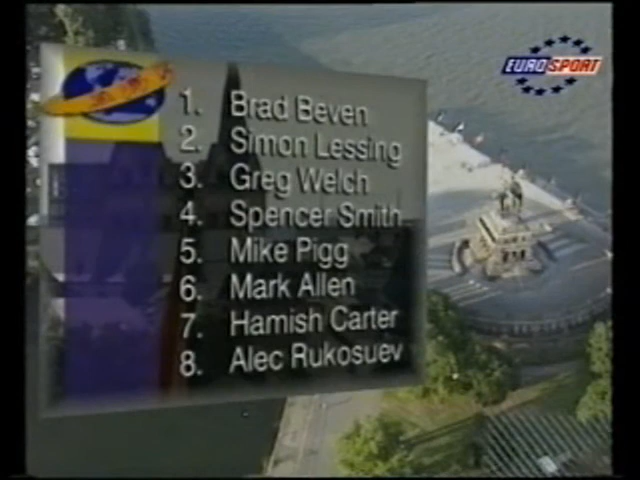 EUROSPORT
1. Brad Beven
2. Simon Lessing
3. Greg Welch
4. Spencer Smith
5. Mike Pigg
6. Mark Allen
7. Hamish Carter
8. Alec Rukosuev